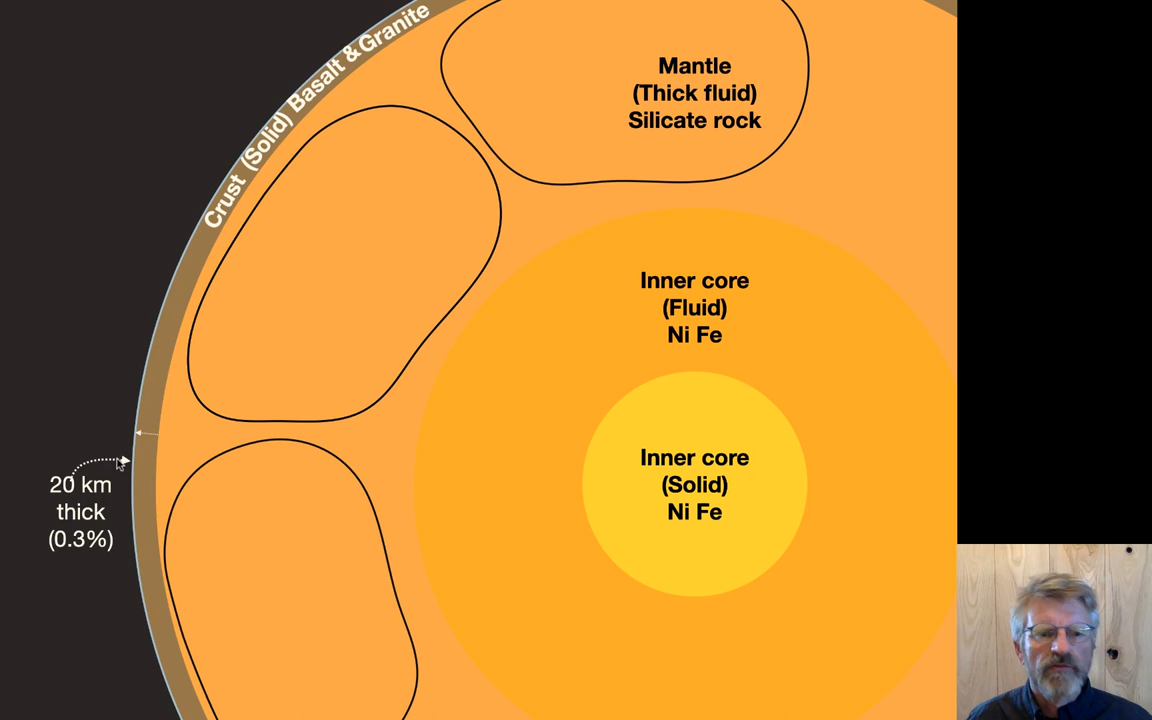 Crust (Solid) Basalt & Granite
Mantle
(Thick fluid)
Silicate rock
Inner core
(Fluid)
Ni Fe
Inner core
(Solid)
Ni Fe
20 km
thick
(0.3%)